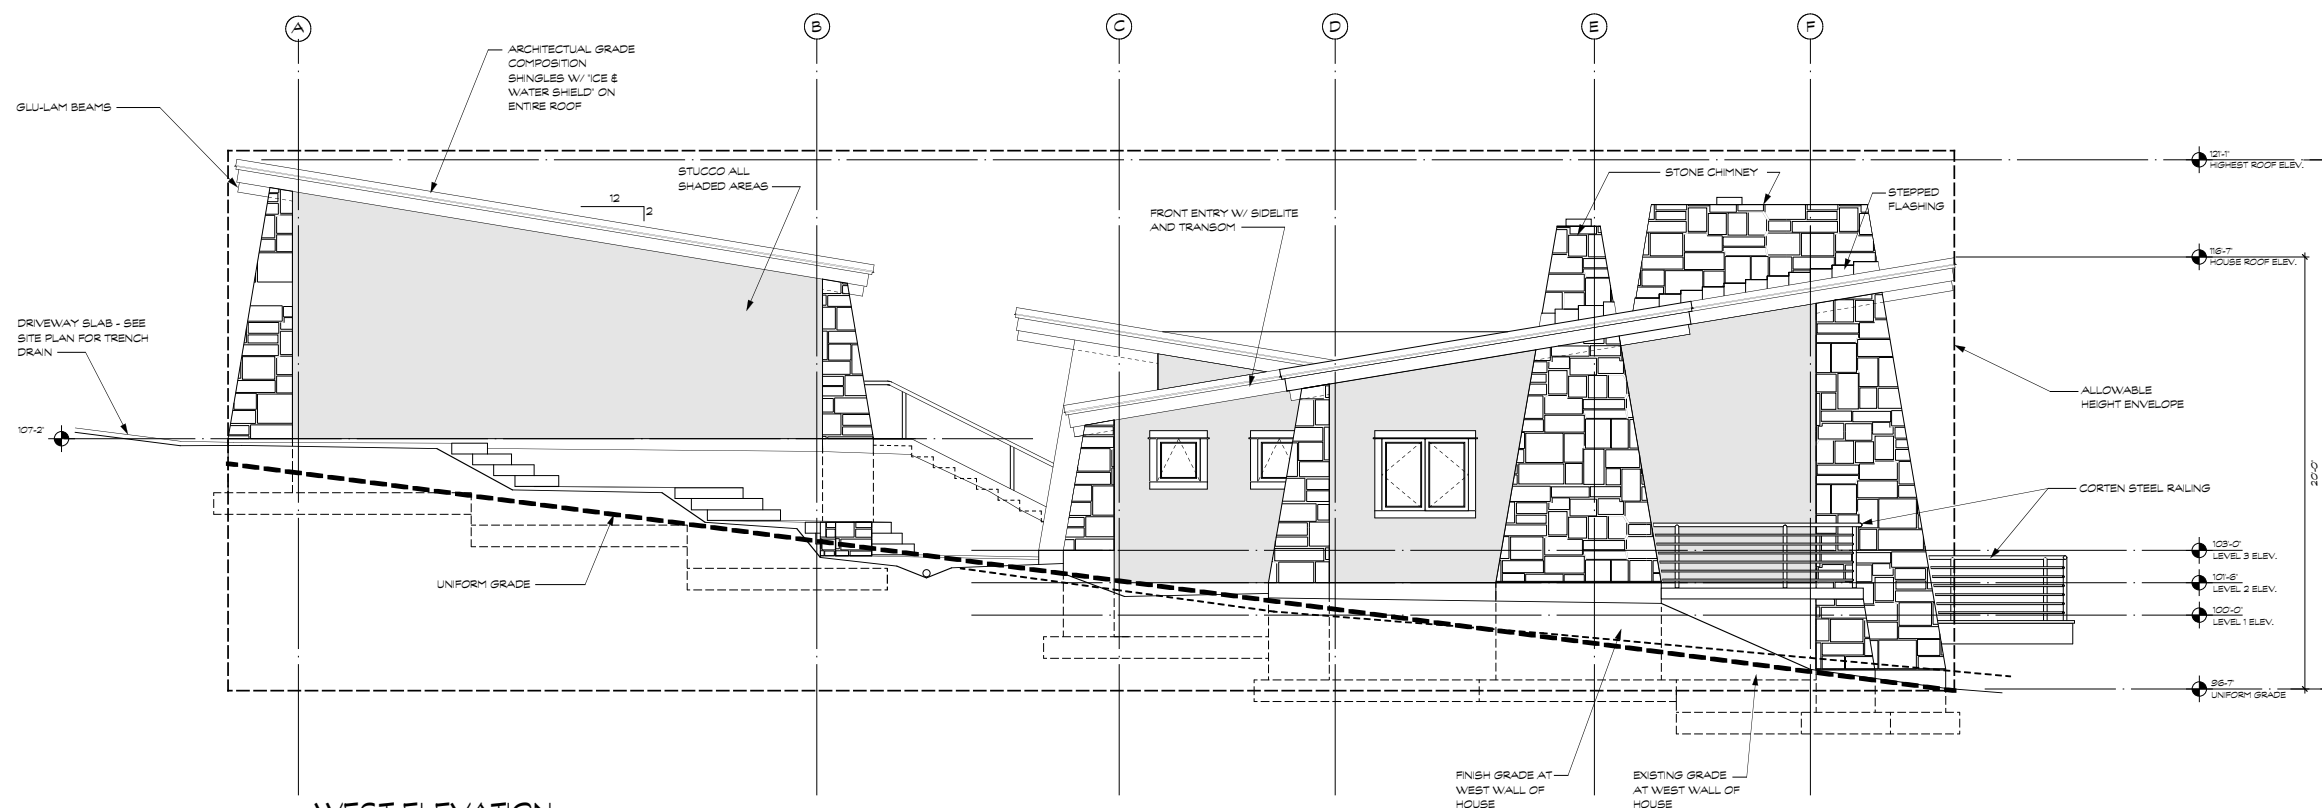 A
B
C
D
E
F
ARCHITECTUAL GRADE
COMPOSITION
SHINGLES W/ "ICE &
WATER SHIELD" ON
ENTIRE ROOF
GLU-LAM BEAMS
STUCCO ALL
SHADED AREAS
12
2
FRONT ENTRY W/ SIDELITE
AND TRANSOM
STONE CHIMNEY
STEPPED
FLASHING
121'-1"
HIGHEST ROOF ELEV.
116'-7"
HOUSE ROOF ELEV.
DRIVEWAY SLAB - SEE
SITE PLAN FOR TRENCH
DRAIN
107'-2"
ALLOWABLE
HEIGHT ENVELOPE
20'-0"
CORTEN STEEL RAILING
103'-0"
LEVEL 3 ELEV.
101'-6"
LEVEL 2 ELEV.
100'-0"
LEVEL 1 ELEV.
UNIFORM GRADE
96'-7"
UNIFORM GRADE
FINISH GRADE AT
WEST WALL OF
HOUSE
EXISTING GRADE
AT WEST WALL OF
HOUSE
WEST ELEVATION